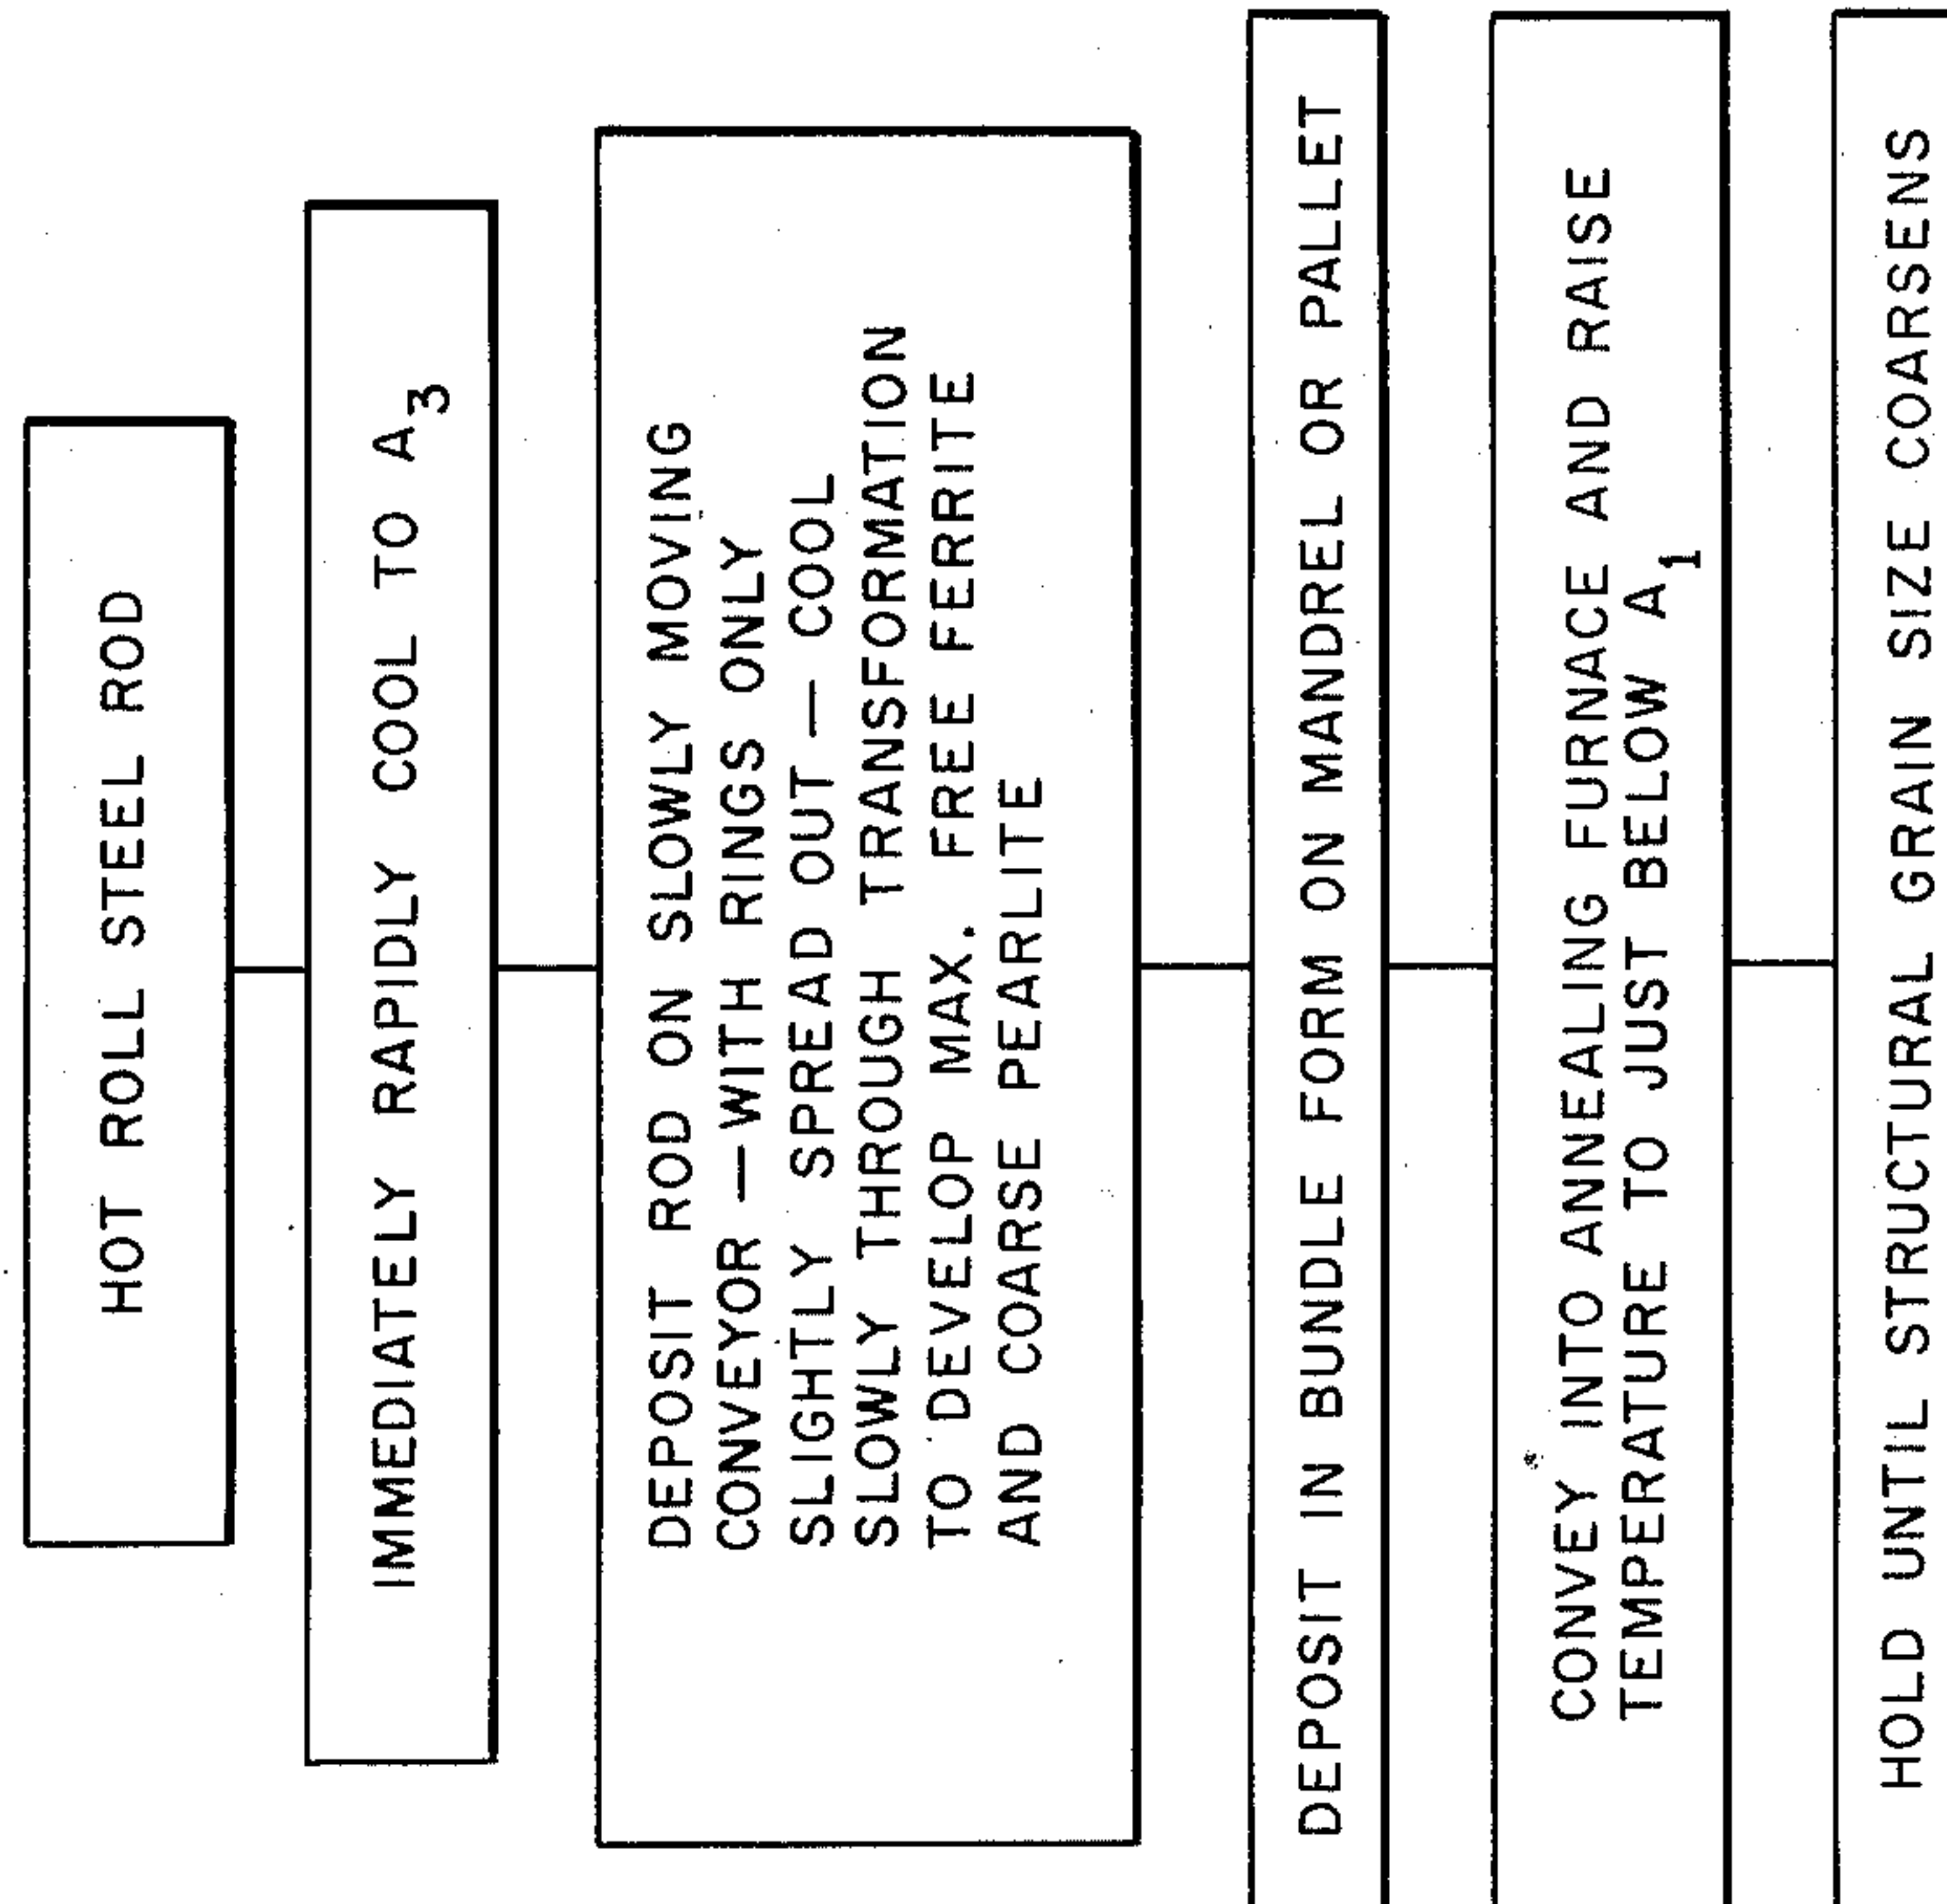 HOT ROLL STEEL ROD
IMMEDIATELY RAPIDLY COOL TO A3
DEPOSIT ROD ON SLOWLY MOVING
CONVEYOR —WITH RINGS ONLY
SLIGHTLY SPREAD OUT — COOL
SLOWLY THROUGH TRANSFORMATION
TO DEVELOP MAX. FREE FERRITE
AND COARSE PEARLITE
DEPOSIT IN BUNDLE FORM ON MANDREL OR PALLET
CONVEY INTO ANNEALING FURNACE AND RAISE
TEMPERATURE TO JUST BELOW A1
HOLD UNTIL STRUCTURAL GRAIN SIZE COARSENS